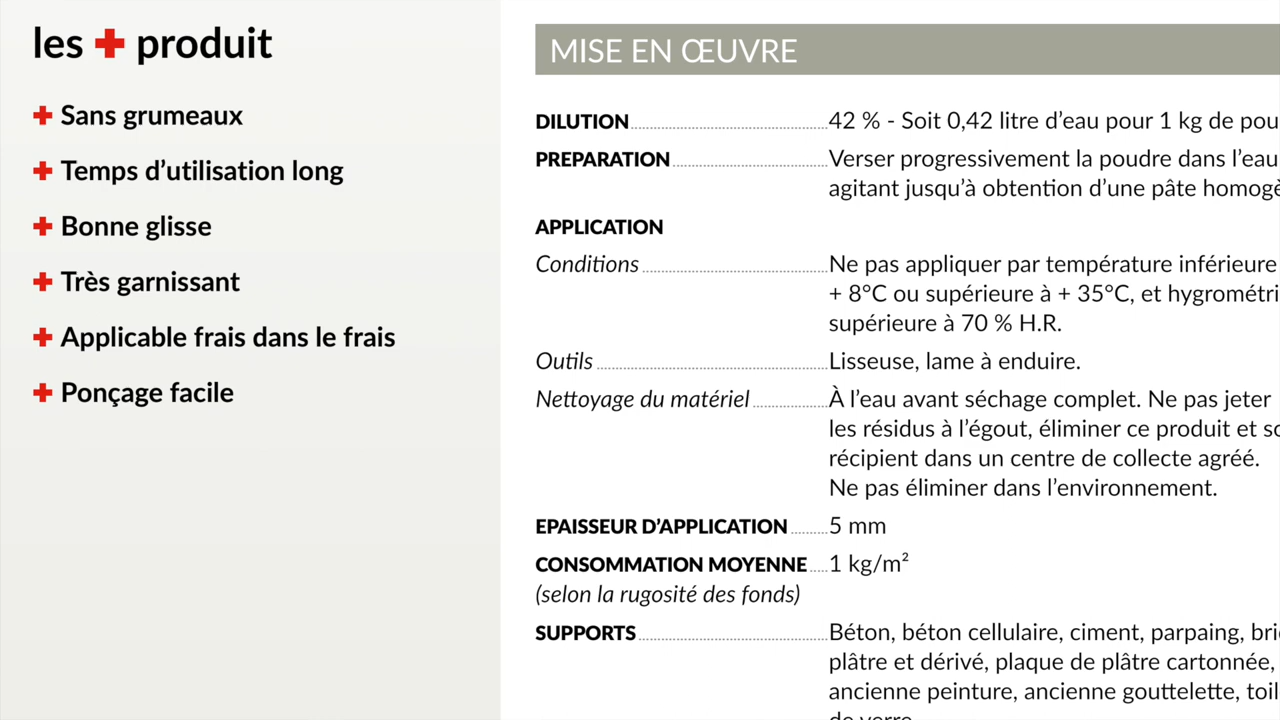 les + produit
+ Sans grumeaux
+ Temps d’utilisation long
+ Bonne glisse
+ Très garnissant
+ Applicable frais dans le frais
+ Ponçage facile
MISE EN ŒUVRE
DILUTION 42 % - Soit 0,42 litre d’eau pour 1 kg de pou
PREPARATION Verser progressivement la poudre dans l’eau
agitant jusqu’à obtention d’une pâte homogè
APPLICATION
Conditions Ne pas appliquer par température inférieure
+ 8°C ou supérieure à + 35°C, et hygrométri
supérieure à 70 % H.R.
Outils Lisseuse, lame à enduire.
Nettoyage du matériel À l’eau avant séchage complet. Ne pas jeter
les résidus à l’égout, éliminer ce produit et so
récipient dans un centre de collecte agréé.
Ne pas éliminer dans l’environnement.
EPAISSEUR D’APPLICATION 5 mm
CONSOMMATION MOYENNE 1 kg/m²
(selon la rugosité des fonds)
SUPPORTS Béton, béton cellulaire, ciment, parpaing, bri
plâtre et dérivé, plaque de plâtre cartonnée,
ancienne peinture, ancienne gouttelette, toil
de verre